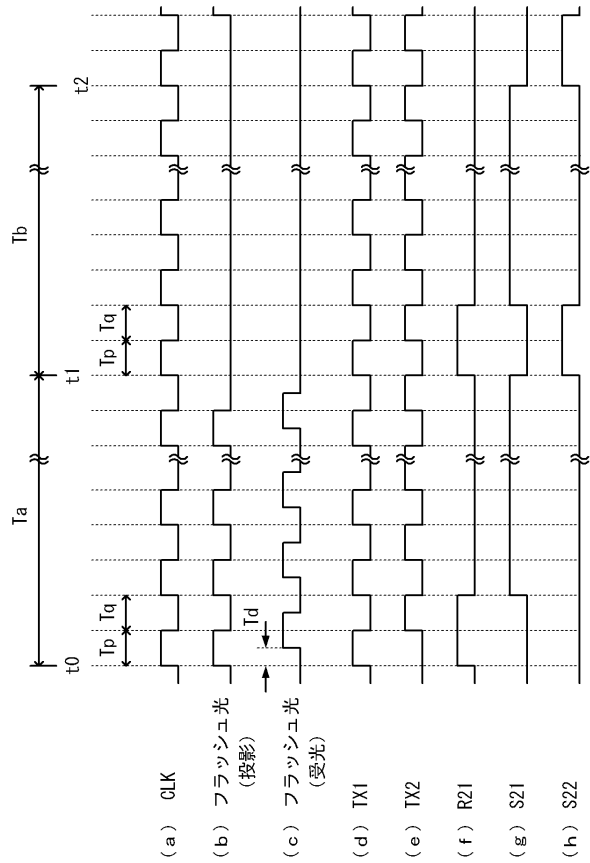 Ta
Tb
t0
t1
t2
Tp
Tq
Tp
Tq
(a) CLK
(b) フラッシュ光
(投影)
Td
(c) フラッシュ光
(受光)
(d) TX1
(e) TX2
(f) R21
(g) S21
(h) S22